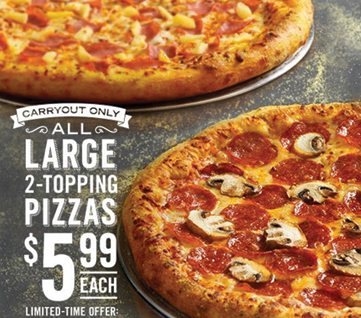 CARRYOUT ONLY
ALL
LARGE
2-TOPPING
PIZZAS
$5.99
EACH
LIMITED-TIME OFFER: